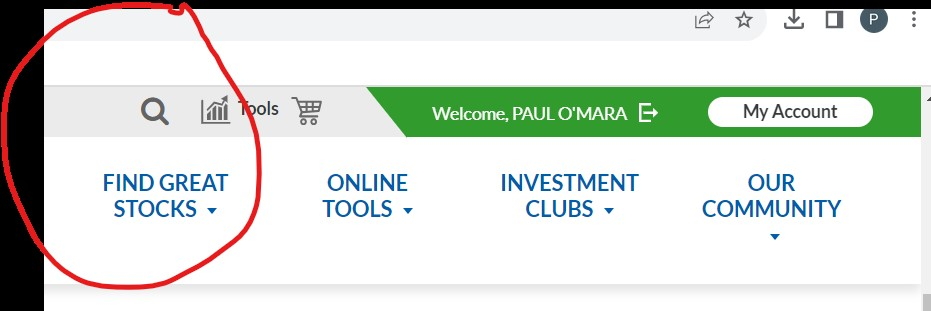 P
Tools
Welcome, PAUL O'MARA
My Account
FIND GREAT
STOCKS
ONLINE
TOOLS
INVESTMENT
CLUBS
OUR
COMMUNITY